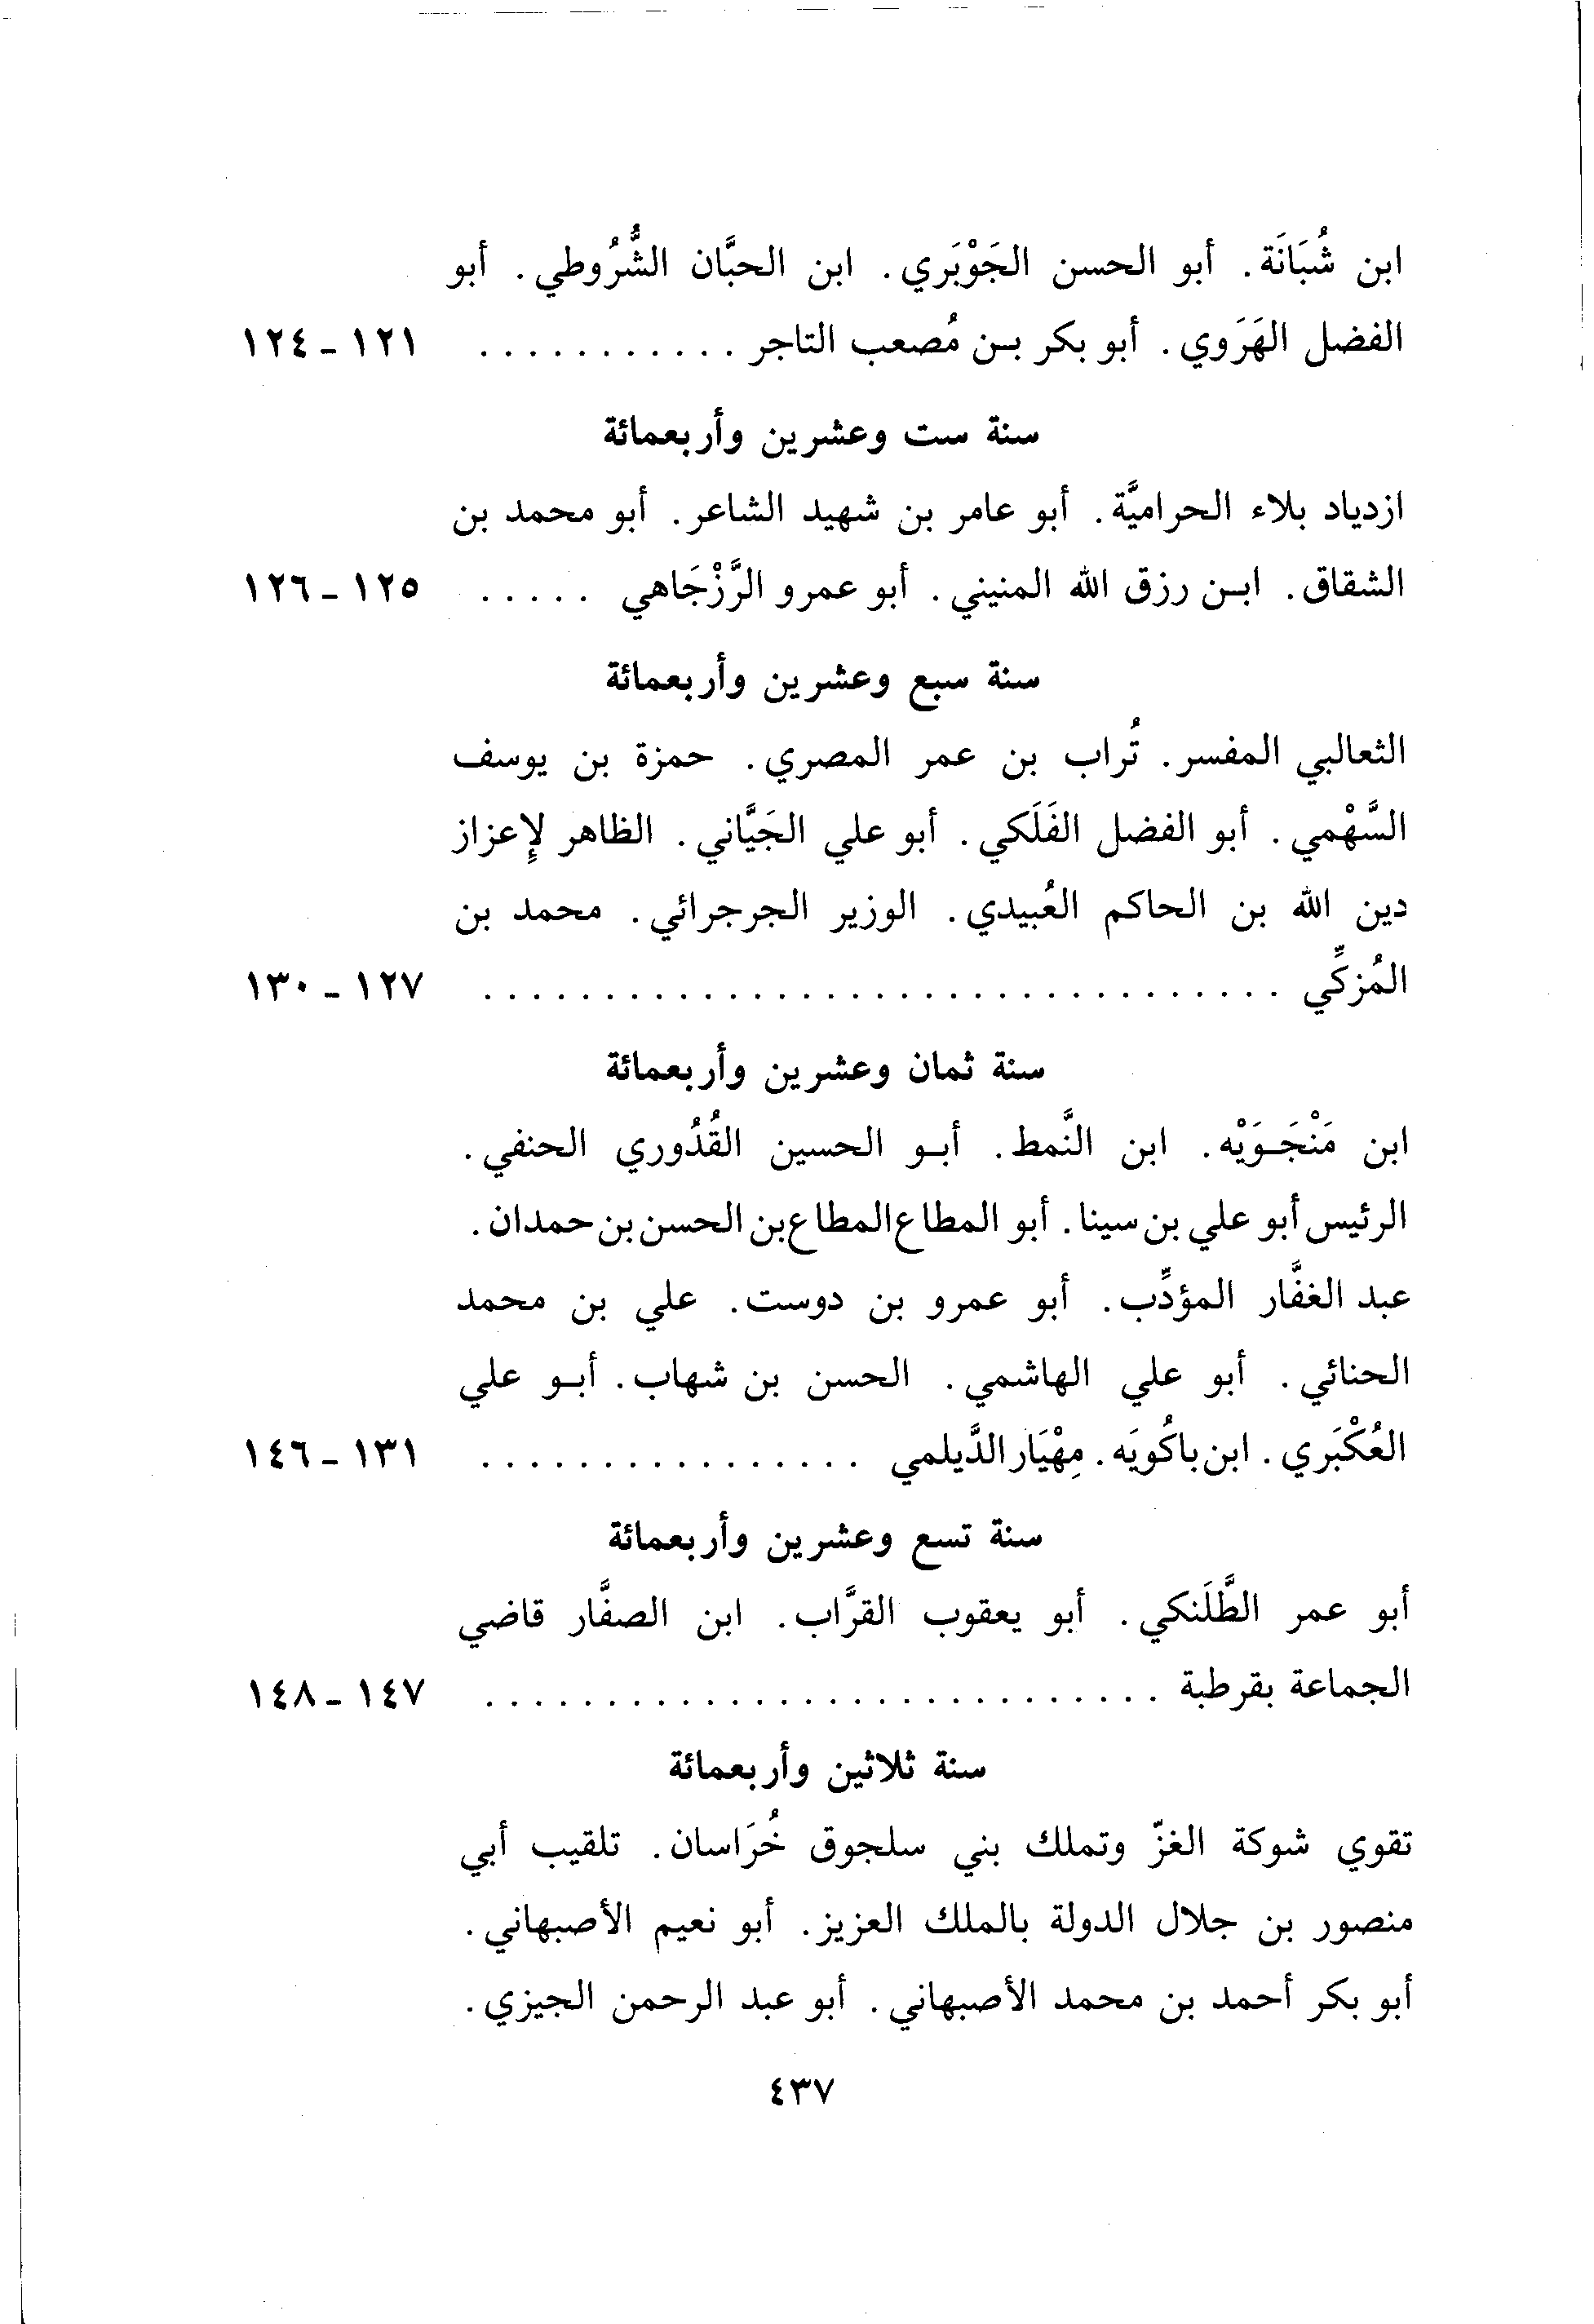 ابن شُبَانَة. أبو الحسن الجَوْبَري. ابن الحبَّان الشُّرُوطي. أبو
الفضل الهَرَوي. أبو بكر بـن مُصعب التاجر ........... ١٢١ - ١٢٤
سنة ست وعشرين وأربعمائة
ازدياد بلاء الحراميَّة. أبو عامر بن شهيد الشاعر. أبو محمد بن
الشقاق. ابـن رزق الله المنيني. أبو عمرو الرَّزْجَاهي ..... ١٢٥ - ١٢٦
سنة سبع وعشرين وأربعمائة
الثعالبي المفسر. تُراب بن عمر المصري. حمزة بن يوسف
السَّهْمي. أبو الفضل الفَلَكي. أبو علي الجَيَّاني. الظاهر لإعزاز
دين الله بن الحاكم العُبيدي. الوزير الجرجرائي. محمد بن
المُزكِّي ................................. ١٢٧ - ١٣٠
سنة ثمان وعشرين وأربعمائة
ابن مَنْجَـوَيْه. ابن النَّمط. أبـو الحسين القُدُوري الحنفي.
الرئيس أبو علي بن سينا. أبو المطاع المطاع بن الحسن بن حمدان.
عبد الغفَّار المؤدِّب. أبو عمرو بن دوست. علي بن محمد
الحنائي. أبو علي الهاشمي. الحسن بن شهاب. أبـو علي
العُكْبَري. ابن باكُويَه. مِهْيَار الدَّيلمي ................ ١٣١ - ١٤٦
سنة تسع وعشرين وأربعمائة
أبو عمر الطَّلَنكي. أبو يعقوب القرَّاب. ابن الصفَّار قاضي
الجماعة بقرطبة ............................ ١٤٧ - ١٤٨
سنة ثلاثين وأربعمائة
تقوي شوكة الغزّ وتملك بني سلجوق خُرَاسان. تلقيب أبي
منصور بن جلال الدولة بالملك العزيز. أبو نعيم الأصبهاني.
أبو بكر أحمد بن محمد الأصبهاني. أبو عبد الرحمن الجيزي.
٤٣٧